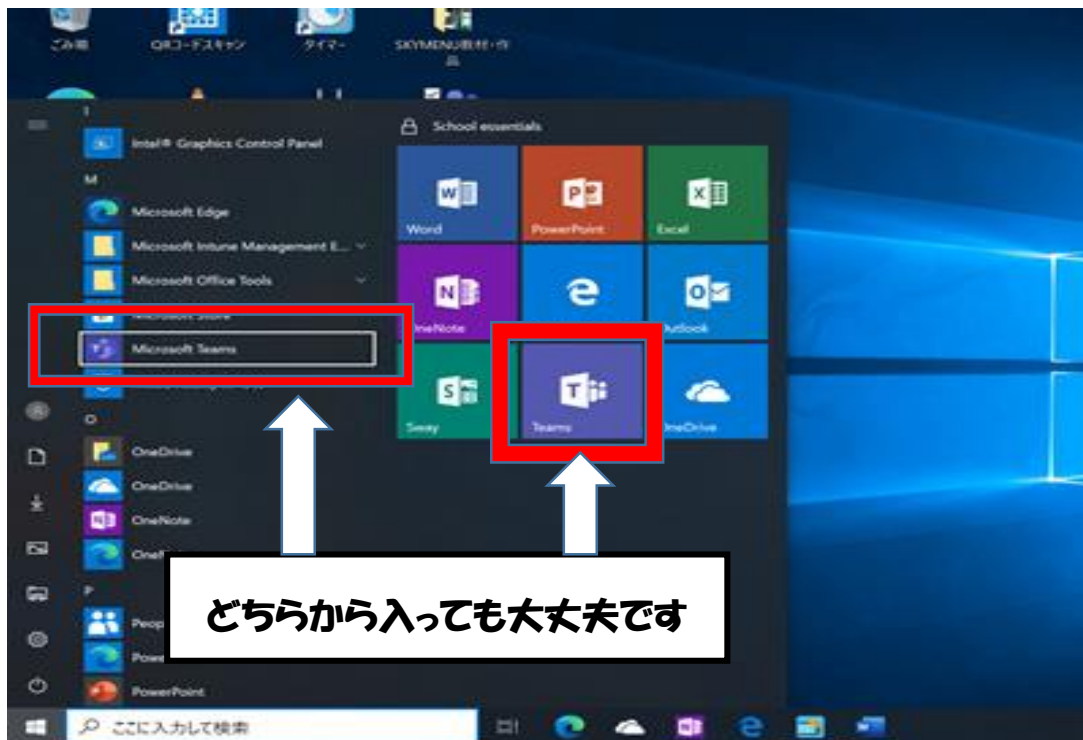 ごみ箱
QRコードスキャン
タイマー
SKYMENU教材・作
品
I
Intel® Graphics Control Panel
M
Microsoft Edge
Microsoft Intune Management E...
Microsoft Office Tools
Microsoft Store
Microsoft Teams
O
OneDrive
OneDrive
OneNote
P
PowerPoint
School essentials
Word
PowerPoint
Excel
OneNote
Outlook
Sway
Teams
OneDrive
どちらから入っても大丈夫です
ここに入力して検索